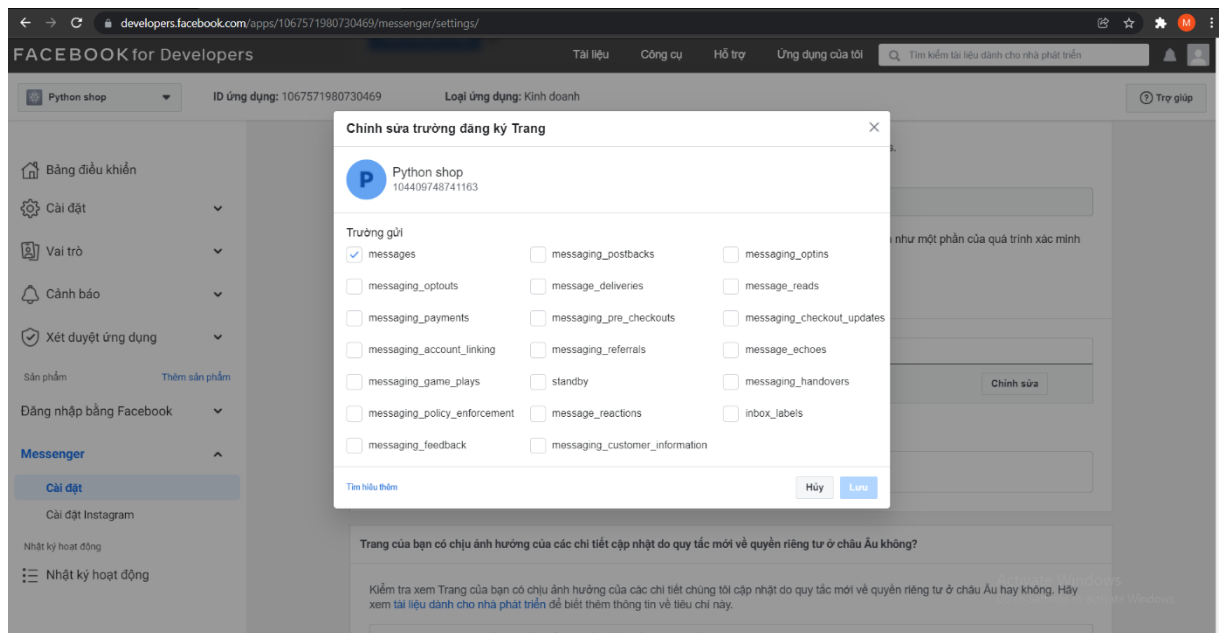 developers.facebook.com/apps/1067571980730469/messenger/settings/
M
FACEBOOK for Developers
Tài liệu
Công cụ
Hỗ trợ
Ứng dụng của tôi
Tìm kiếm tài liệu dành cho nhà phát triển
Python shop
ID ứng dụng: 1067571980730469
Loại ứng dụng: Kinh doanh
Trợ giúp
Bảng điều khiển
Cài đặt
Vai trò
Cảnh báo
Xét duyệt ứng dụng
Sản phẩm
Thêm sản phẩm
Đăng nhập bằng Facebook
Messenger
Cài đặt
Cài đặt Instagram
Nhật ký hoạt động
Nhật ký hoạt động
Chỉnh sửa trường đăng ký Trang
P
Python shop
104409748741163
Trường gửi
messages
messaging_postbacks
messaging_optins
messaging_optouts
message_deliveries
message_reads
messaging_payments
messaging_pre_checkouts
messaging_checkout_updates
messaging_account_linking
messaging_referrals
message_echoes
messaging_game_plays
standby
messaging_handovers
messaging_policy_enforcement
message_reactions
inbox_labels
messaging_feedback
messaging_customer_information
Tìm hiểu thêm
Hủy
Lưu
như một phần của quá trình xác minh
Chỉnh sửa
Trang của bạn có chịu ảnh hưởng của các chi tiết cập nhật do quy tắc mới về quyền riêng tư ở châu Âu không?
Kiểm tra xem Trang của bạn có chịu ảnh hưởng của các chi tiết chúng tôi cập nhật do quy tắc mới về quyền riêng tư ở châu Âu hay không. Hãy
xem tài liệu dành cho nhà phát triển để biết thêm thông tin về tiêu chí này.
Activate Windows